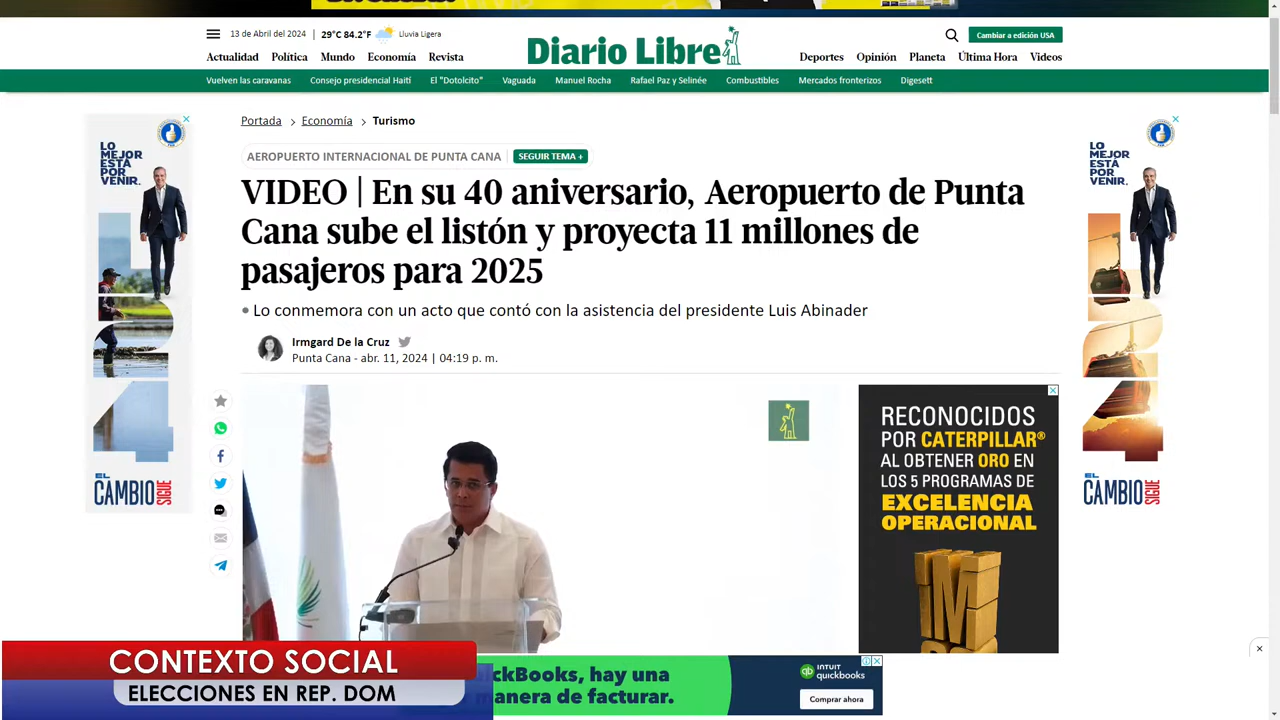 13 de Abril del 2024
29°C 84.2°F
Lluvia Ligera
Diario Libre
Cambiar a edición USA
Actualidad
Política
Mundo
Economía
Revista
Deportes
Opinión
Planeta
Última Hora
Videos
Vuelven las caravanas
Consejo presidencial Haití
El "Dotolcito"
Vaguada
Manuel Rocha
Rafael Paz y Selinée
Combustibles
Mercados fronterizos
Digesett
Portada > Economía > Turismo
AEROPUERTO INTERNACIONAL DE PUNTA CANA
SEGUIR TEMA +
VIDEO | En su 40 aniversario, Aeropuerto de Punta
Cana sube el listón y proyecta 11 millones de
pasajeros para 2025
• Lo conmemora con un acto que contó con la asistencia del presidente Luis Abinader
Irmgard De la Cruz
Punta Cana - abr. 11, 2024 | 04:19 p. m.
LO
MEJOR
ESTÁ
POR
VENIR.
EL
CAMBIO
SIGUE
RECONOCIDOS
POR CATERPILLAR®
AL OBTENER ORO EN
LOS 5 PROGRAMAS DE
EXCELENCIA
OPERACIONAL
IM
LO
MEJOR
ESTÁ
POR
VENIR.
EL
CAMBIO
SIGUE
CONTEXTO SOCIAL
ELECCIONES EN REP. DOM
ckBooks, hay una
manera de facturar.
INTUIT
quickbooks
Comprar ahora